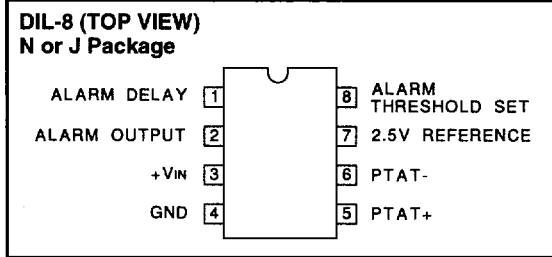 DIL-8 (TOP VIEW)
N or J Package
ALARM DELAY 1
ALARM OUTPUT 2
+VIN 3
GND 4
8 ALARM THRESHOLD SET
7 2.5V REFERENCE
6 PTAT-
5 PTAT+